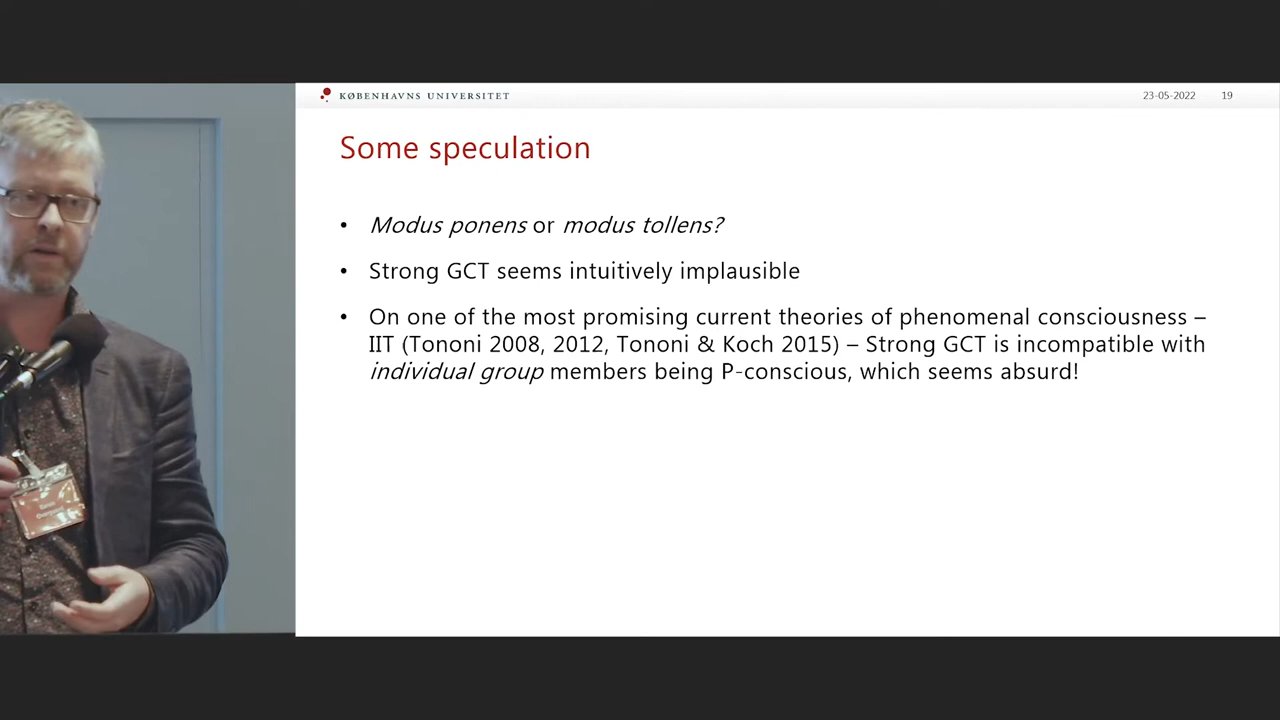 KØBENHAVNS UNIVERSITET
23-05-2022 19
Some speculation
• Modus ponens or modus tollens?
• Strong GCT seems intuitively implausible
• On one of the most promising current theories of phenomenal consciousness –
IIT (Tononi 2008, 2012, Tononi & Koch 2015) – Strong GCT is incompatible with
individual group members being P-conscious, which seems absurd!